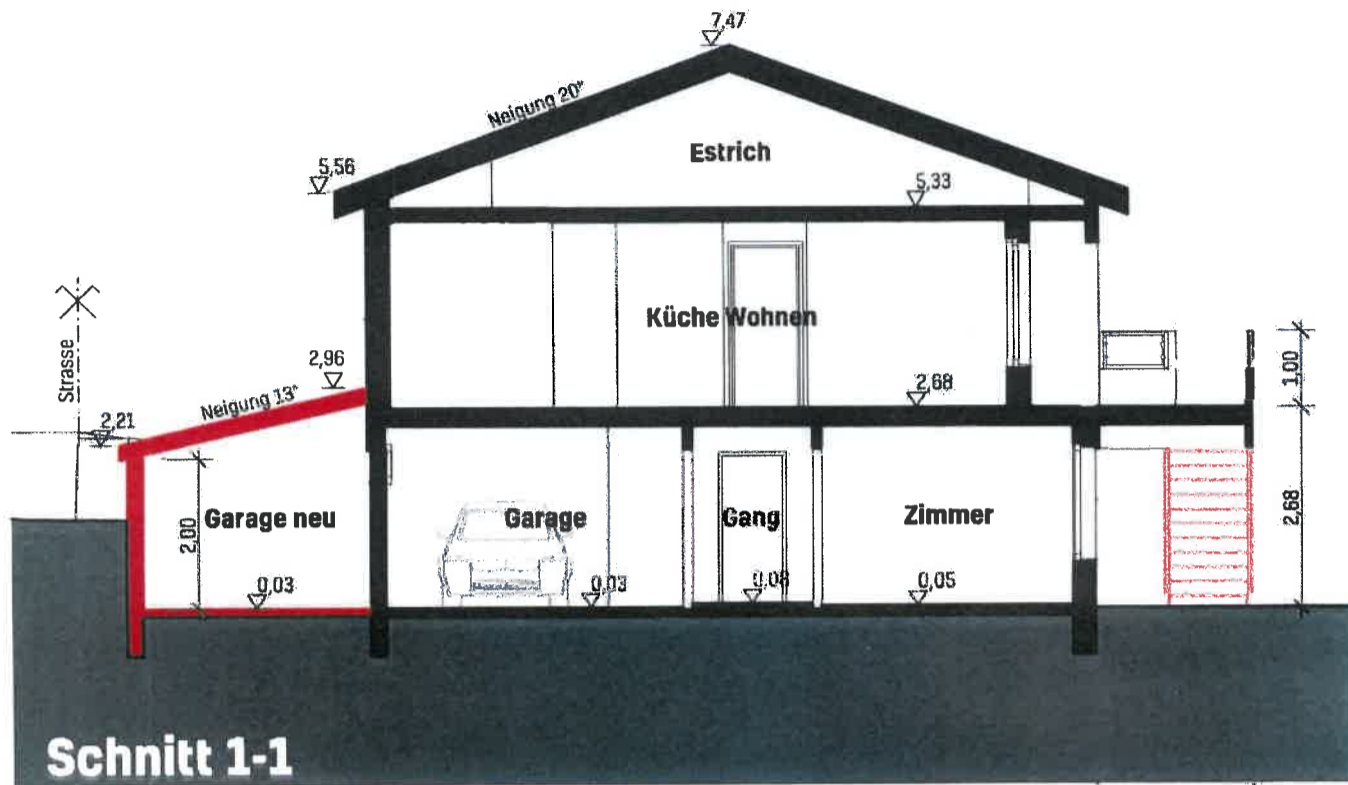 7,47
Neigung 20°
Estrich
5,56
5,33
Küche Wohnen
Strasse
2,96
Neigung 13°
2,68
1,00
2,21
Garage neu
Garage
Gang
Zimmer
2,00
2,68
0,03
0,03
0,08
0,05
Schnitt 1-1